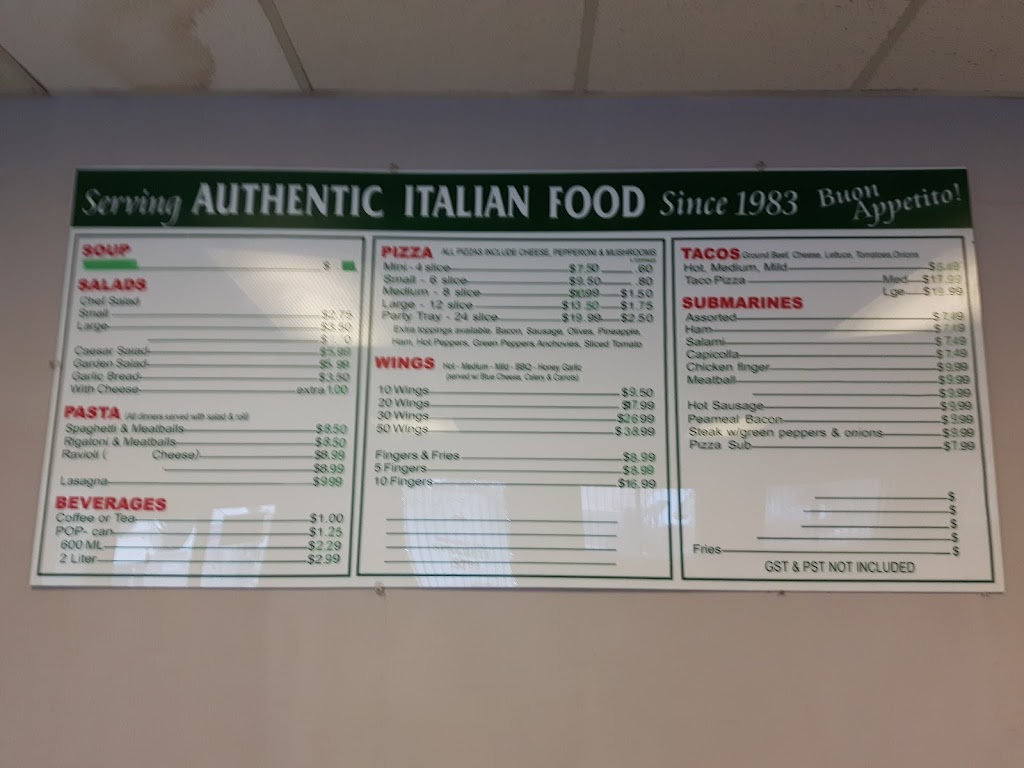 Serving AUTHENTIC ITALIAN FOOD Since 1983 Buon Appetito!
SOUP
$
SALADS
Chef Salad
Small $2.75
Large $3.50
$ 0
Caesar Salad $5.99
Garden Salad $5.99
Garlic Bread $3.50
With Cheese extra 1.00
PASTA (All dinners served with salad & roll)
Spaghetti & Meatballs $8.50
Rigatoni & Meatballs $8.50
Ravioli ( Cheese) $8.99
$8.99
Lasagna $9.99
BEVERAGES
Coffee or Tea $1.00
POP- can $1.25
600 ML $2.29
2 Liter $2.99
PIZZA ALL PIZZAS INCLUDE CHEESE, PEPPERONI & MUSHROOMS
Mini - 4 slice $7.50 .60
Small - 6 slice $9.50 .80
Medium - 8 slice $10.99 $1.50
Large - 12 slice $13.50 $1.75
Party Tray - 24 slice $19.99 $2.50
Extra toppings available. Bacon, Sausage, Olives, Pineapple,
Ham, Hot Peppers, Green Peppers, Anchovies, Sliced Tomato
WINGS Hot - Medium - Mild - BBQ - Honey Garlic
(served w/ Blue Cheese, Celery & Carrots)
10 Wings $9.50
20 Wings $17.99
30 Wings $26.99
50 Wings $38.99
Fingers & Fries $8.99
5 Fingers $8.99
10 Fingers $16.99
TACOS Ground Beef, Cheese, Lettuce, Tomatoes, Onions
Hot, Medium, Mild
Taco Pizza Med $17.99
Lge $19.99
SUBMARINES
Assorted $7.49
Ham $7.49
Salami $7.49
Capicolla $7.49
Chicken finger $9.99
Meatball $9.99
$9.99
Hot Sausage $9.99
Peameal Bacon $9.99
Steak w/green peppers & onions $9.99
Pizza Sub $7.99
$
$
$
$
Fries $
GST & PST NOT INCLUDED